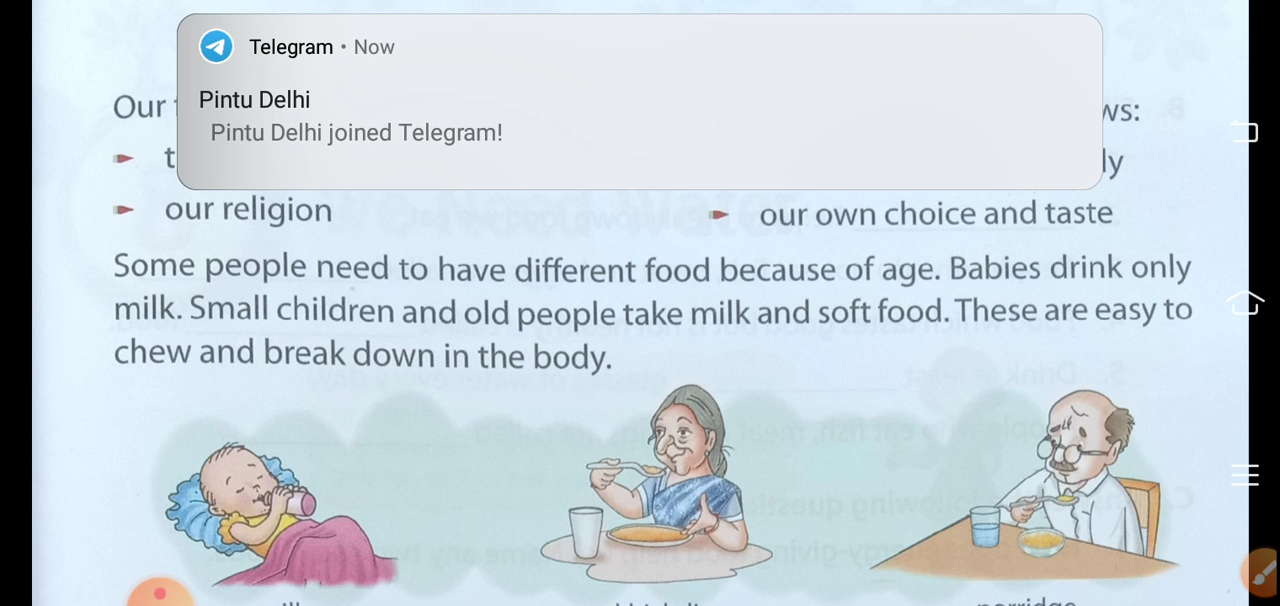 Telegram • Now
Pintu Delhi
Pintu Delhi joined Telegram!
Our
our religion
our own choice and taste
Some people need to have different food because of age. Babies drink only
milk. Small children and old people take milk and soft food. These are easy to
chew and break down in the body.
porridge